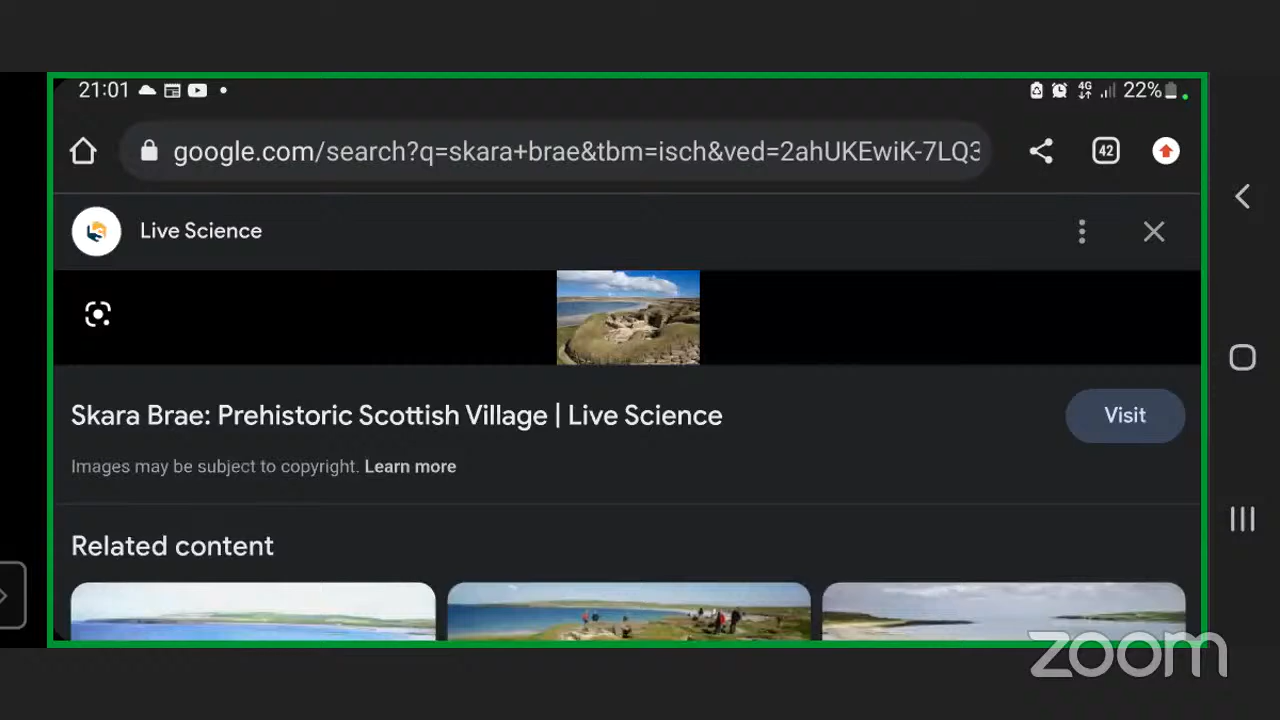 21:01
4G
22%
google.com/search?q=skara+brae&tbm=isch&ved=2ahUKEwiK-7LQ3
42
Live Science
Skara Brae: Prehistoric Scottish Village | Live Science
Visit
Images may be subject to copyright. Learn more
Related content
zoom